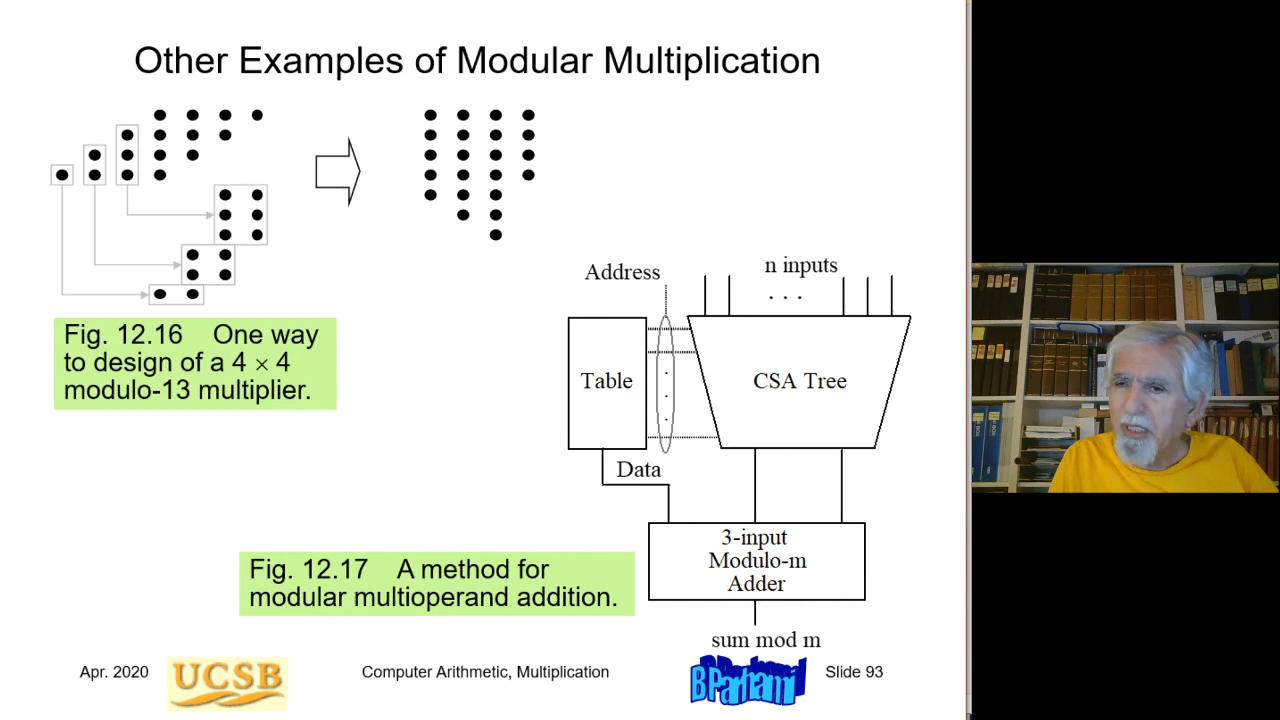 Other Examples of Modular Multiplication
Fig. 12.16 One way
to design of a 4 × 4
modulo-13 multiplier.
Address
n inputs
. . .
Table
CSA Tree
Data
3-input
Modulo-m
Adder
Fig. 12.17 A method for
modular multioperand addition.
sum mod m
Apr. 2020
UCSB
Computer Arithmetic, Multiplication
B Parhami
Slide 93